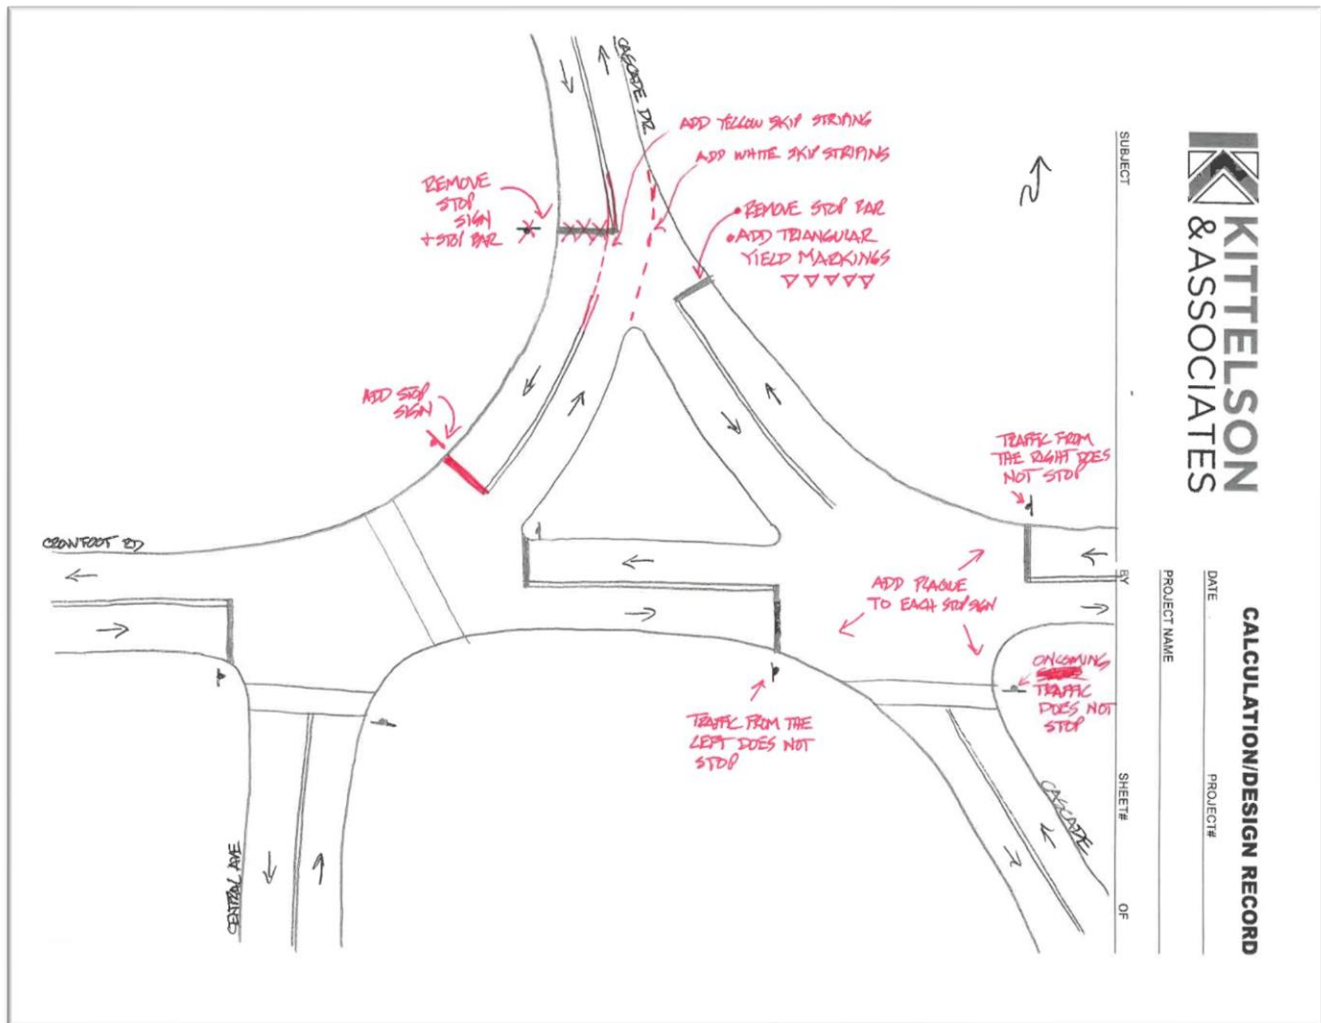 CASCADE DR
ADD YELLOW SKIP STRIPING
ADD WHITE SKIP STRIPING
REMOVE
STOP
SIGN
+ STOP BAR
• REMOVE STOP BAR
• ADD TRIANGULAR
YIELD MARKINGS
▽ ▽ ▽ ▽ ▽
N
ADD STOP
SIGN
TRAFFIC FROM
THE RIGHT DOES
NOT STOP
CROWFOOT RD
ADD PLAQUE
TO EACH STOP SIGN
ONCOMING
TRAFFIC
DOES NOT
STOP
TRAFFIC FROM THE
LEFT DOES NOT
STOP
CASCADE
CENTRAL AVE
KITTELSON
& ASSOCIATES
CALCULATION/DESIGN RECORD
DATE
PROJECT#
PROJECT NAME
SUBJECT
-
BY
SHEET#
OF